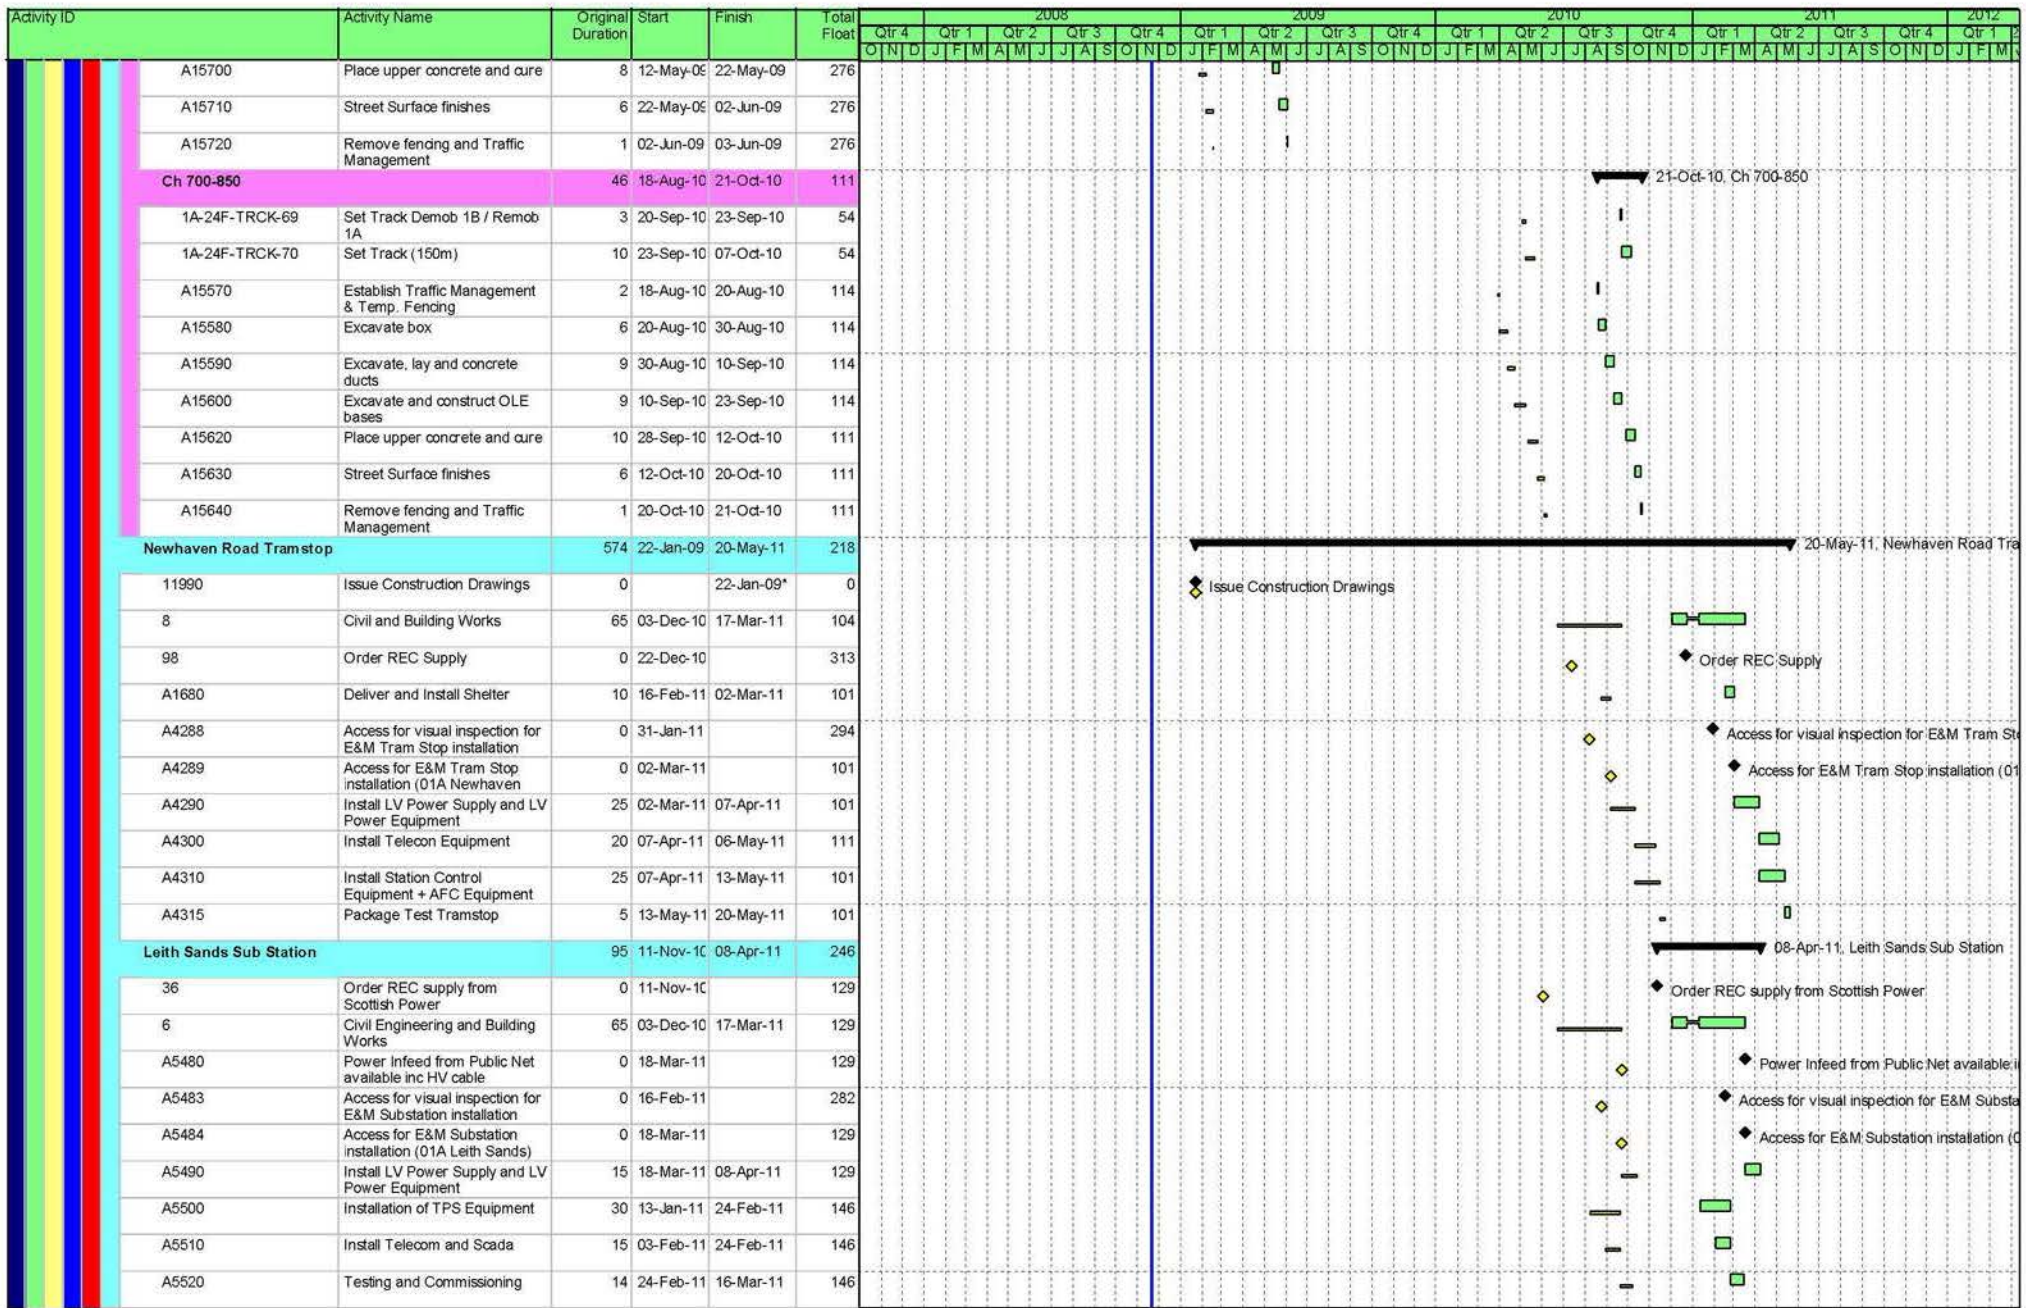 Activity ID Activity Name Original Duration Start Finish Total Float
2008 2009 2010 2011 2012
Qtr 4 Qtr 1 Qtr 2 Qtr 3 Qtr 4 Qtr 1 Qtr 2 Qtr 3 Qtr 4 Qtr 1 Qtr 2 Qtr 3 Qtr 4 Qtr 1 Qtr 2 Qtr 3 Qtr 4 Qtr 1
O N D J F M A M J J A S O N D J F M A M J J A S O N D J F M A M J J A S O N D J F M A M J J A S O N D J F M
A15700 Place upper concrete and cure 8 12-May-09 22-May-09 276
A15710 Street Surface finishes 6 22-May-09 02-Jun-09 276
A15720 Remove fencing and Traffic Management 1 02-Jun-09 03-Jun-09 276
Ch 700-850 46 18-Aug-10 21-Oct-10 111 21-Oct-10, Ch 700-850
1A-24F-TRCK-69 Set Track Demob 1B / Remob 1A 3 20-Sep-10 23-Sep-10 54
1A-24F-TRCK-70 Set Track (150m) 10 23-Sep-10 07-Oct-10 54
A15570 Establish Traffic Management & Temp. Fencing 2 18-Aug-10 20-Aug-10 114
A15580 Excavate box 6 20-Aug-10 30-Aug-10 114
A15590 Excavate, lay and concrete ducts 9 30-Aug-10 10-Sep-10 114
A15600 Excavate and construct OLE bases 9 10-Sep-10 23-Sep-10 114
A15620 Place upper concrete and cure 10 28-Sep-10 12-Oct-10 111
A15630 Street Surface finishes 6 12-Oct-10 20-Oct-10 111
A15640 Remove fencing and Traffic Management 1 20-Oct-10 21-Oct-10 111
Newhaven Road Tramstop 574 22-Jan-09 20-May-11 218 20-May-11, Newhaven Road Tra
11990 Issue Construction Drawings 0 22-Jan-09* 0 Issue Construction Drawings
8 Civil and Building Works 65 03-Dec-10 17-Mar-11 104
98 Order REC Supply 0 22-Dec-10 313 Order REC Supply
A1680 Deliver and Install Shelter 10 16-Feb-11 02-Mar-11 101
A4288 Access for visual inspection for E&M Tram Stop installation 0 31-Jan-11 294 Access for visual inspection for E&M Tram St
A4289 Access for E&M Tram Stop installation (01A Newhaven 0 02-Mar-11 101 Access for E&M Tram Stop installation (01
A4290 Install LV Power Supply and LV Power Equipment 25 02-Mar-11 07-Apr-11 101
A4300 Install Telecon Equipment 20 07-Apr-11 06-May-11 111
A4310 Install Station Control Equipment + AFC Equipment 25 07-Apr-11 13-May-11 101
A4315 Package Test Tramstop 5 13-May-11 20-May-11 101
Leith Sands Sub Station 95 11-Nov-10 08-Apr-11 246 08-Apr-11, Leith Sands Sub Station
36 Order REC supply from Scottish Power 0 11-Nov-10 129 Order REC supply from Scottish Power
6 Civil Engineering and Building Works 65 03-Dec-10 17-Mar-11 129
A5480 Power Infeed from Public Net available inc HV cable 0 18-Mar-11 129 Power Infeed from Public Net available i
A5483 Access for visual inspection for E&M Substation installation 0 16-Feb-11 282 Access for visual inspection for E&M Substa
A5484 Access for E&M Substation installation (01A Leith Sands) 0 18-Mar-11 129 Access for E&M Substation installation (0
A5490 Install LV Power Supply and LV Power Equipment 15 18-Mar-11 08-Apr-11 129
A5500 Installation of TPS Equipment 30 13-Jan-11 24-Feb-11 146
A5510 Install Telecom and Scada 15 03-Feb-11 24-Feb-11 146
A5520 Testing and Commissioning 14 24-Feb-11 16-Mar-11 146